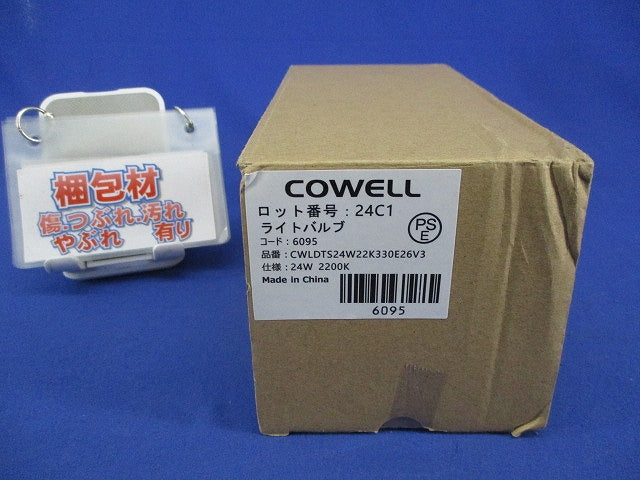 梱包材
傷.つぶれ.汚れ
やぶれ 有り
COWELL
ロット番号 : 24C1
ライトバルブ
コード : 6095
品番 : CWLDTS24W22K330E26V3
仕様 : 24W 2200K
Made in China
PS
E
6095